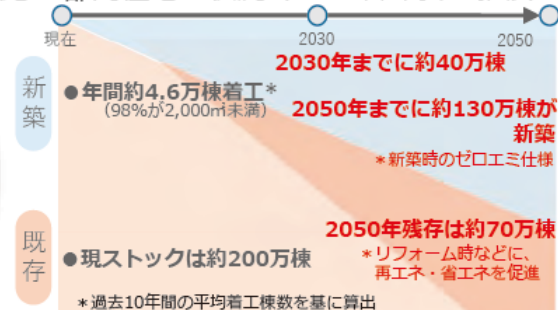 現在
2030
2050
新築
2030年までに約40万棟
●年間約4.6万棟着工*
（98%が2,000㎡未満）
2050年までに約130万棟が
新築
*新築時のゼロエミ仕様
既存
2050年残存は約70万棟
●現ストックは約200万棟
*リフォーム時などに、
再エネ・省エネを促進
*過去10年間の平均着工棟数を基に算出